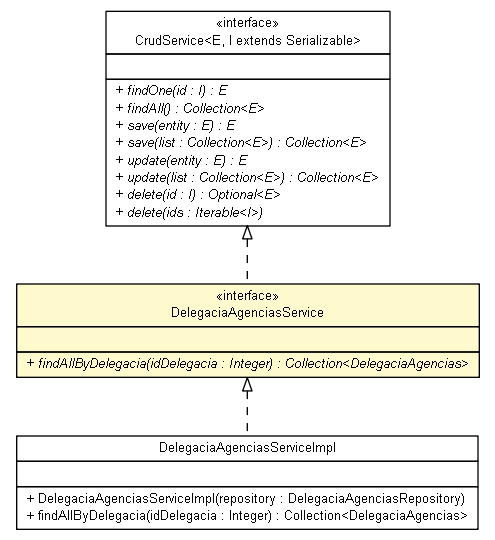 «interface»
CrudService<E, I extends Serializable>
+ findOne(id : I) : E
+ findAll() : Collection<E>
+ save(entity : E) : E
+ save(list : Collection<E>) : Collection<E>
+ update(entity : E) : E
+ update(list : Collection<E>) : Collection<E>
+ delete(id : I) : Optional<E>
+ delete(ids : Iterable<I>)
«interface»
DelegaciaAgenciasService
+ findAllByDelegacia(idDelegacia : Integer) : Collection<DelegaciaAgencias>
DelegaciaAgenciasServiceImpl
+ DelegaciaAgenciasServiceImpl(repository : DelegaciaAgenciasRepository)
+ findAllByDelegacia(idDelegacia : Integer) : Collection<DelegaciaAgencias>